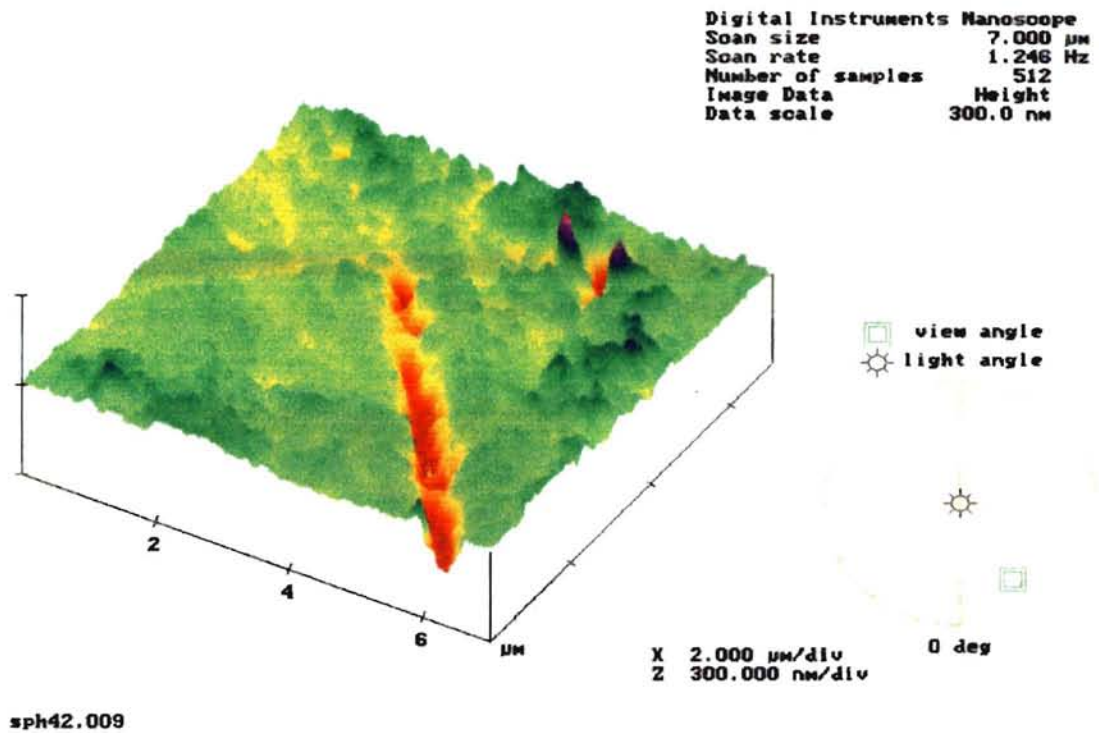 Digital Instruments Nanoscope
Scan size 7.000 µm
Scan rate 1.246 Hz
Number of samples 512
Image Data Height
Data scale 300.0 nm
view angle
light angle
2
4
6
µm
0 deg
X 2.000 µm/div
Z 300.000 nm/div
sph42.009